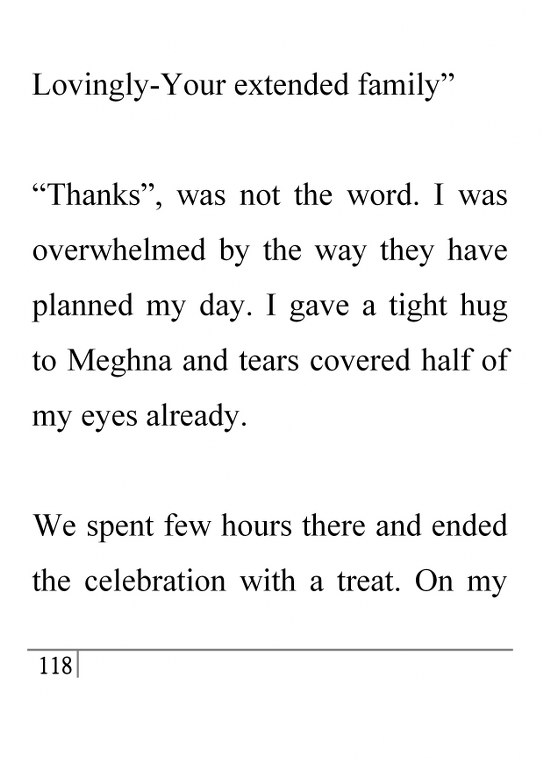 Lovingly-Your extended family”
“Thanks”, was not the word. I was
overwhelmed by the way they have
planned my day. I gave a tight hug
to Meghna and tears covered half of
my eyes already.
We spent few hours there and ended
the celebration with a treat. On my
118